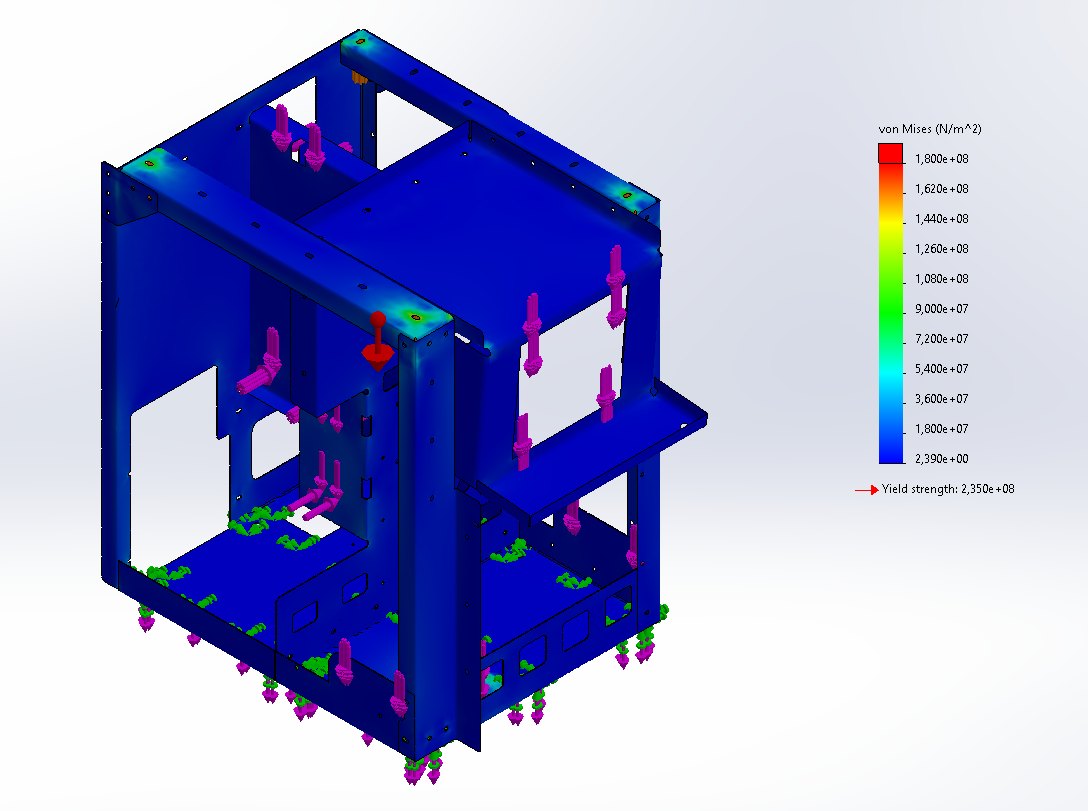 von Mises (N/m^2)
1,800e+08
1,620e+08
1,440e+08
1,260e+08
1,080e+08
9,000e+07
7,200e+07
5,400e+07
3,600e+07
1,800e+07
2,390e+00
Yield strength: 2,350e+08